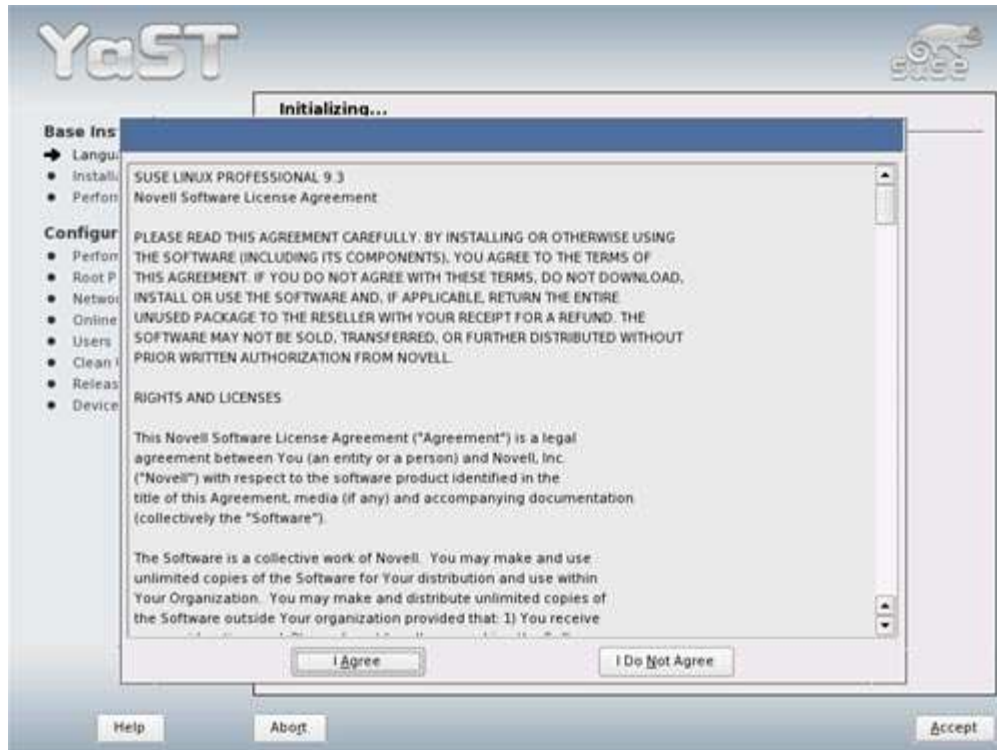 YaST
SUSE
Initializing...
Base Ins
Langu
Installa
Perfor
Configur
Perfor
Root P
Networ
Online
Users
Clean
Releas
Device
SUSE LINUX PROFESSIONAL 9.3
Novell Software License Agreement
PLEASE READ THIS AGREEMENT CAREFULLY. BY INSTALLING OR OTHERWISE USING
THE SOFTWARE (INCLUDING ITS COMPONENTS), YOU AGREE TO THE TERMS OF
THIS AGREEMENT. IF YOU DO NOT AGREE WITH THESE TERMS, DO NOT DOWNLOAD,
INSTALL OR USE THE SOFTWARE AND, IF APPLICABLE, RETURN THE ENTIRE
UNUSED PACKAGE TO THE RESELLER WITH YOUR RECEIPT FOR A REFUND. THE
SOFTWARE MAY NOT BE SOLD, TRANSFERRED, OR FURTHER DISTRIBUTED WITHOUT
PRIOR WRITTEN AUTHORIZATION FROM NOVELL.
RIGHTS AND LICENSES
This Novell Software License Agreement ("Agreement") is a legal
agreement between You (an entity or a person) and Novell, Inc.
("Novell") with respect to the software product identified in the
title of this Agreement, media (if any) and accompanying documentation
(collectively the "Software").
The Software is a collective work of Novell. You may make and use
unlimited copies of the Software for Your distribution and use within
Your Organization. You may make and distribute unlimited copies of
the Software outside Your organization provided that: 1) You receive
I Agree
I Do Not Agree
Help
Abort
Accept